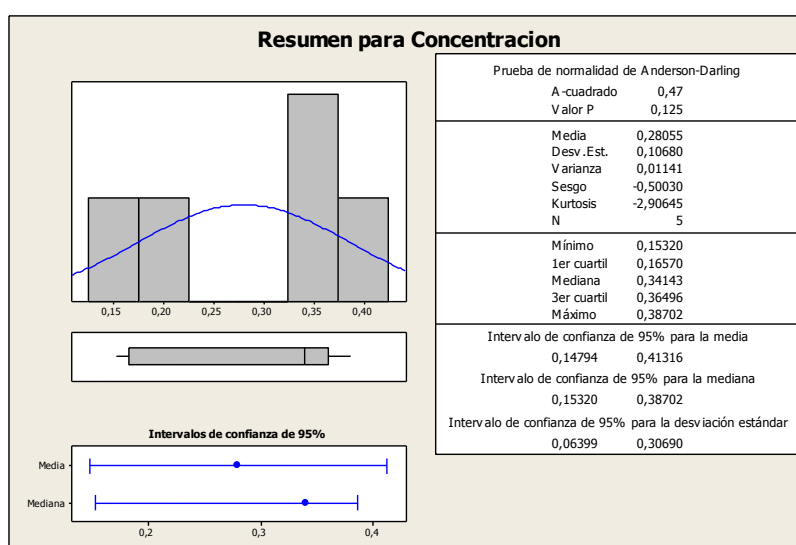 Resumen para Concentracion
0,15 0,20 0,25 0,30 0,35 0,40
Intervalos de confianza de 95%
Media
Mediana
0,2 0,3 0,4
Prueba de normalidad de Anderson-Darling
A-cuadrado 0,47
Valor P 0,125
Media 0,28055
Desv.Est. 0,10680
Varianza 0,01141
Sesgo -0,50030
Kurtosis -2,90645
N 5
Mínimo 0,15320
1er cuartil 0,16570
Mediana 0,34143
3er cuartil 0,36496
Máximo 0,38702
Intervalo de confianza de 95% para la media
0,14794 0,41316
Intervalo de confianza de 95% para la mediana
0,15320 0,38702
Intervalo de confianza de 95% para la desviación estándar
0,06399 0,30690